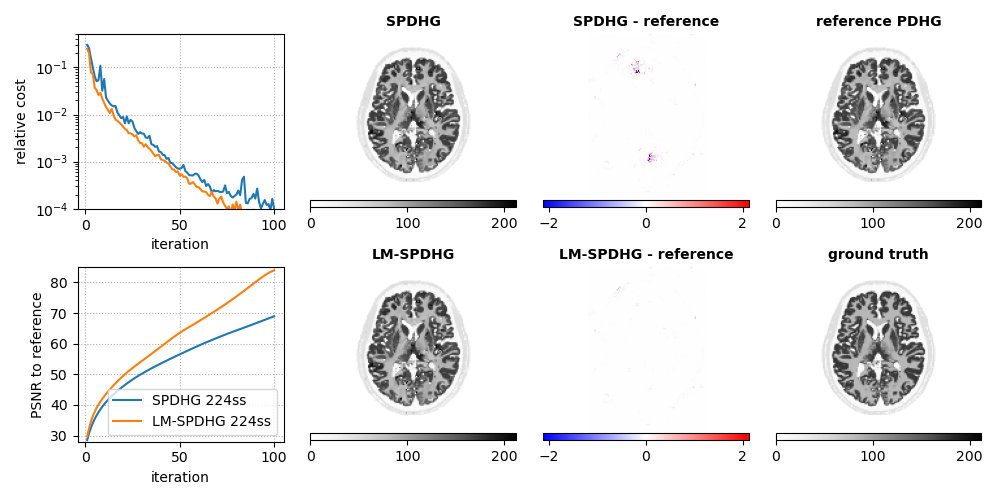 SPDHG
SPDHG - reference
reference PDHG
relative cost
10⁻¹
10⁻²
10⁻³
10⁻⁴
0 50 100
iteration
0 100 200
−2 0 2
0 100 200
LM-SPDHG
LM-SPDHG - reference
ground truth
PSNR to reference
80
70
60
50
40
30
SPDHG 224ss
LM-SPDHG 224ss
0 50 100
iteration
0 100 200
−2 0 2
0 100 200